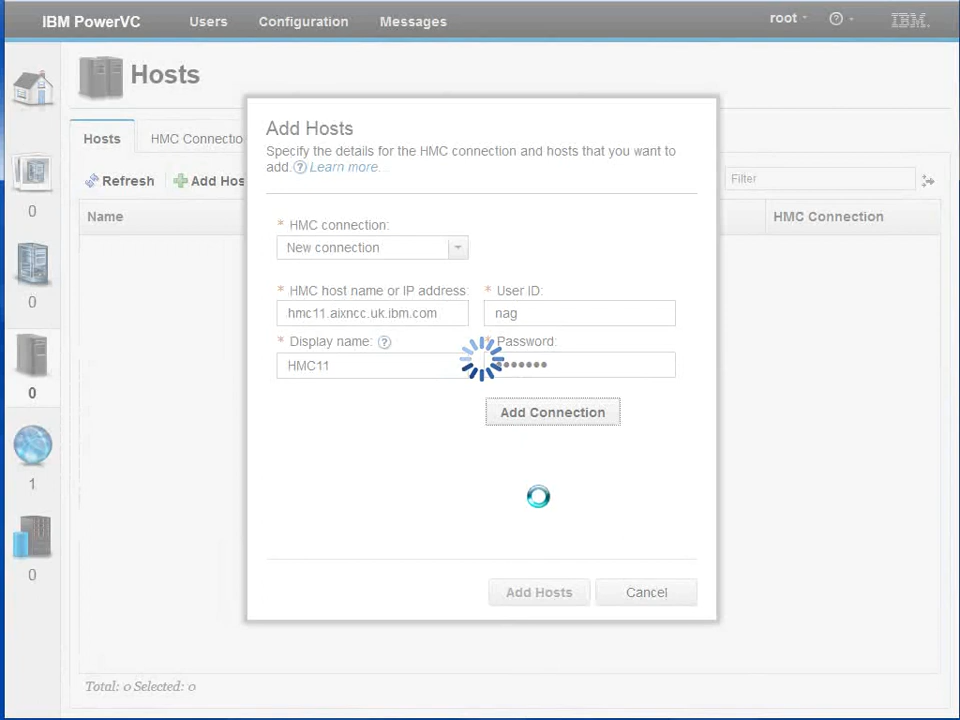 IBM PowerVC Users Configuration Messages root IBM.
Hosts
Hosts HMC Connectio
Refresh Add Hos Filter
Name HMC Connection
0
0
0
1
0
Add Hosts
Specify the details for the HMC connection and hosts that you want to
add. Learn more...
* HMC connection:
New connection
* HMC host name or IP address: * User ID:
hmc11.aixncc.uk.ibm.com nag
* Display name: ? * Password:
HMC11 •••••••
Add Connection
Add Hosts Cancel
Total: 0 Selected: 0